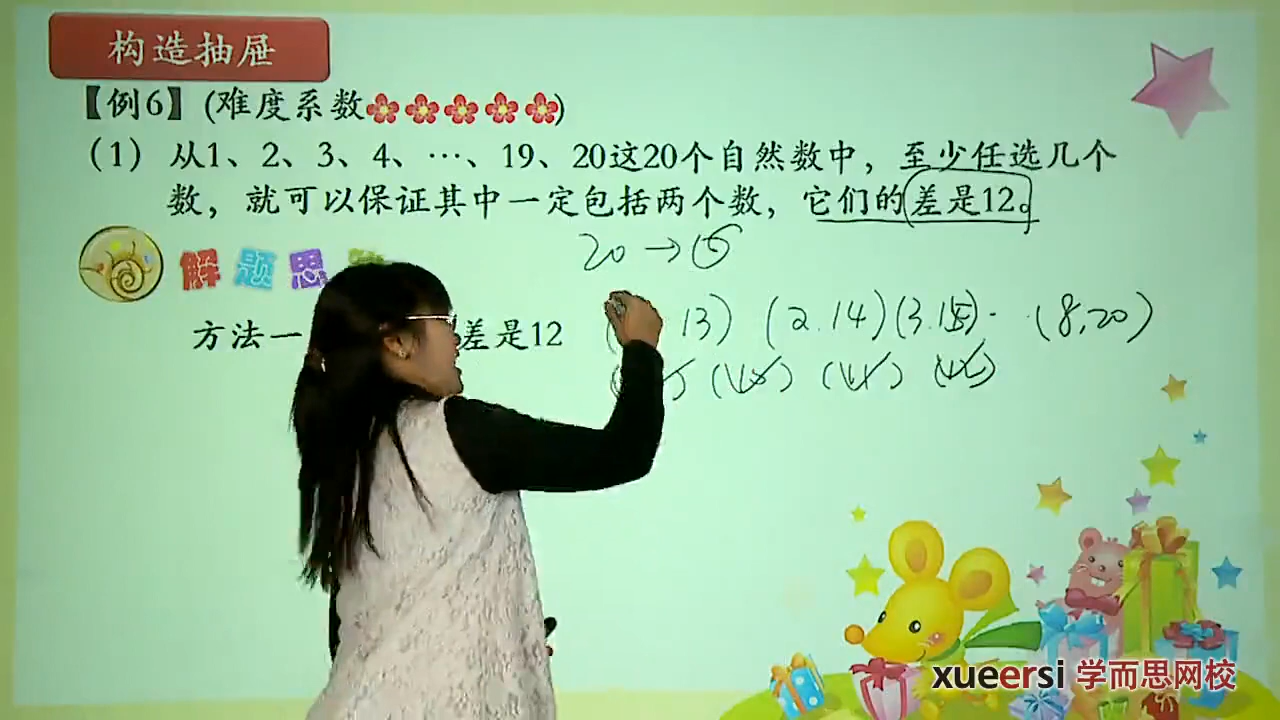 构造抽屉
【例6】(难度系数)
（1）从1、2、3、4、…、19、20这20个自然数中，至少任选几个
数，就可以保证其中一定包括两个数，它们的差是12。
解题思
20→
方法一 差是12
13) (2.14)(3.15)··(8,20)
xueersi 学而思网校